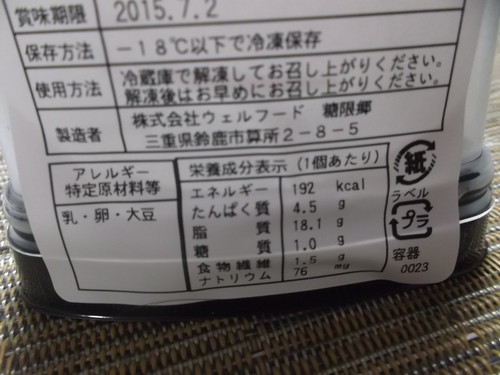 賞味期限 2015.7.2
保存方法 −18℃以下で冷凍保存
使用方法 冷蔵庫で解凍してお召し上がりください。
解凍後はお早めにお召し上がりください。
製造者 株式会社ウェルフード 糖限郷
三重県鈴鹿市算所2−8−5
アレルギー
特定原材料等
乳・卵・大豆
栄養成分表示(1個あたり)
エネルギー 192 kcal
たんぱく質 4.5 g
脂質 18.1 g
糖質 1.0 g
食物繊維 1.5 g
ナトリウム 76 mg
紙
ラベル
プラ
容器
0023